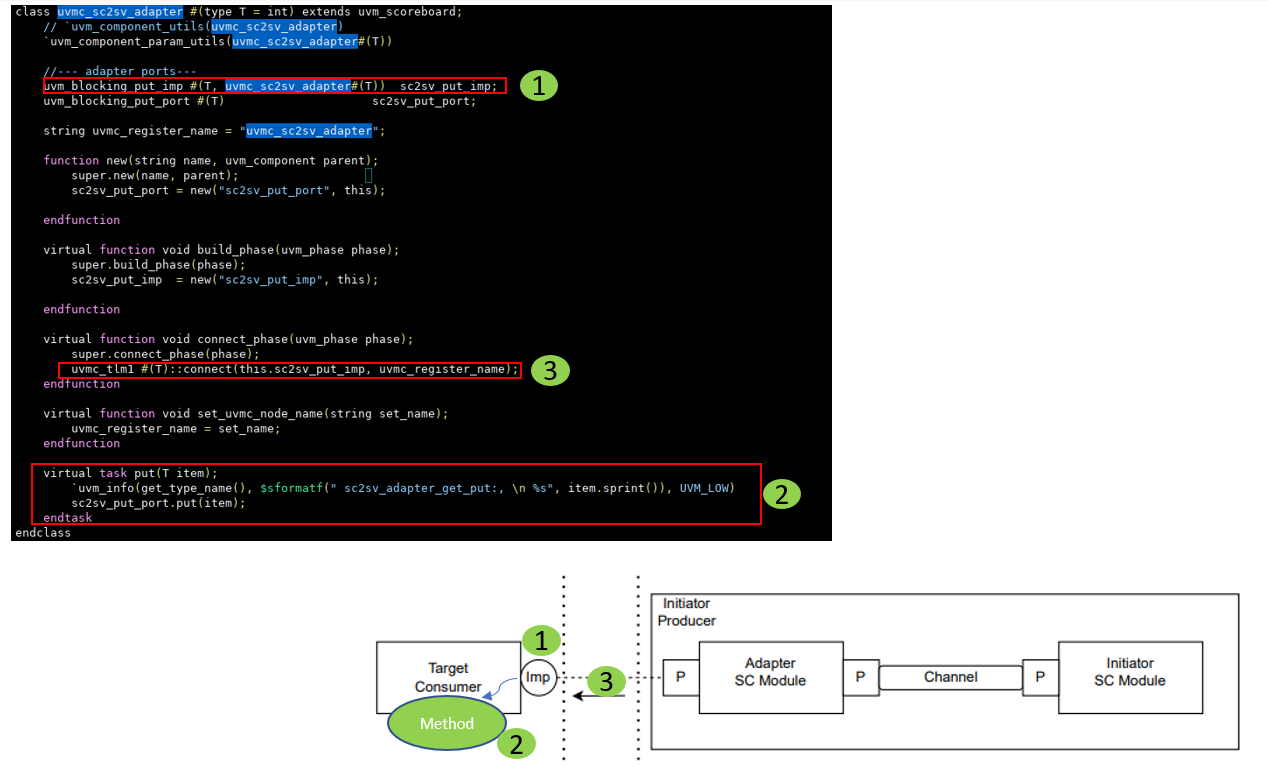 class uvmc_sc2sv_adapter #(type T = int) extends uvm_scoreboard;
// `uvm_component_utils(uvmc_sc2sv_adapter)
`uvm_component_param_utils(uvmc_sc2sv_adapter#(T))
//--- adapter ports---
uvm_blocking_put_imp #(T, uvmc_sc2sv_adapter#(T))  sc2sv_put_imp;
1
uvm_blocking_put_port #(T)                     sc2sv_put_port;
string uvmc_register_name = "uvmc_sc2sv_adapter";
function new(string name, uvm_component parent);
super.new(name, parent);
sc2sv_put_port = new("sc2sv_put_port", this);
endfunction
virtual function void build_phase(uvm_phase phase);
super.build_phase(phase);
sc2sv_put_imp  = new("sc2sv_put_imp", this);
endfunction
virtual function void connect_phase(uvm_phase phase);
super.connect_phase(phase);
uvmc_tlm1 #(T)::connect(this.sc2sv_put_imp, uvmc_register_name);
3
endfunction
virtual function void set_uvmc_node_name(string set_name);
uvmc_register_name = set_name;
endfunction
virtual task put(T item);
`uvm_info(get_type_name(), $sformatf(" sc2sv_adapter_get_put:, \n %s", item.sprint()), UVM_LOW)
2
sc2sv_put_port.put(item);
endtask
endclass
Initiator
Producer
1
Target
Consumer
Imp
3
P
Adapter
SC Module
P
Channel
P
Initiator
SC Module
Method
2